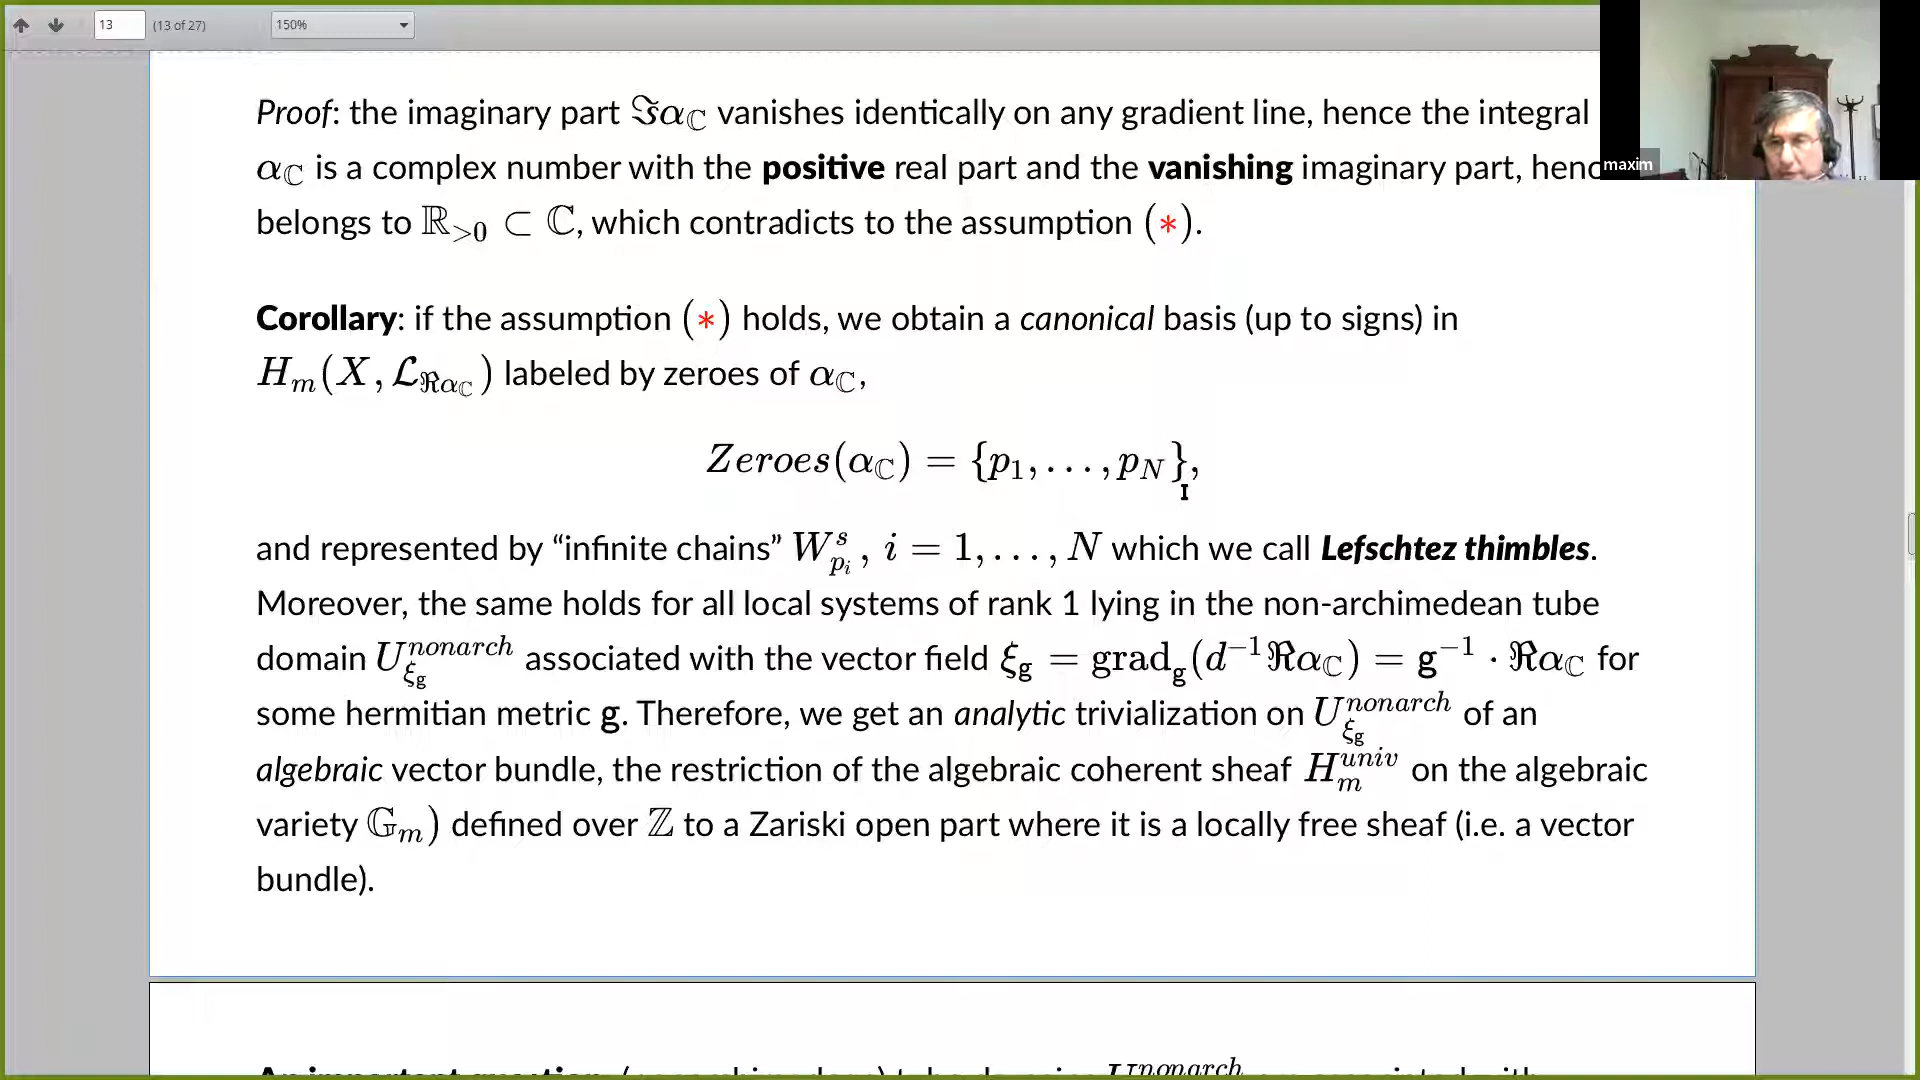 13 (13 of 27) 150%
maxim
Proof: the imaginary part ℑα_ℂ vanishes identically on any gradient line, hence the integral
α_ℂ is a complex number with the positive real part and the vanishing imaginary part, henc
belongs to ℝ_{>0} ⊂ ℂ, which contradicts to the assumption (*).
Corollary: if the assumption (*) holds, we obtain a canonical basis (up to signs) in
H_m(X, ℒ_{ℜα_ℂ}) labeled by zeroes of α_ℂ,
Zeroes(α_ℂ) = {p_1, . . . , p_N},
and represented by “infinite chains” W^s_{p_i}, i = 1, . . . , N which we call Lefschtez thimbles.
Moreover, the same holds for all local systems of rank 1 lying in the non-archimedean tube
domain U^{nonarch}_{ξ_g} associated with the vector field ξ_g = grad_g(d^{−1}ℜα_ℂ) = g^{−1} · ℜα_ℂ for
some hermitian metric g. Therefore, we get an analytic trivialization on U^{nonarch}_{ξ_g} of an
algebraic vector bundle, the restriction of the algebraic coherent sheaf H^{univ}_m on the algebraic
variety 𝔾_m) defined over ℤ to a Zariski open part where it is a locally free sheaf (i.e. a vector
bundle).